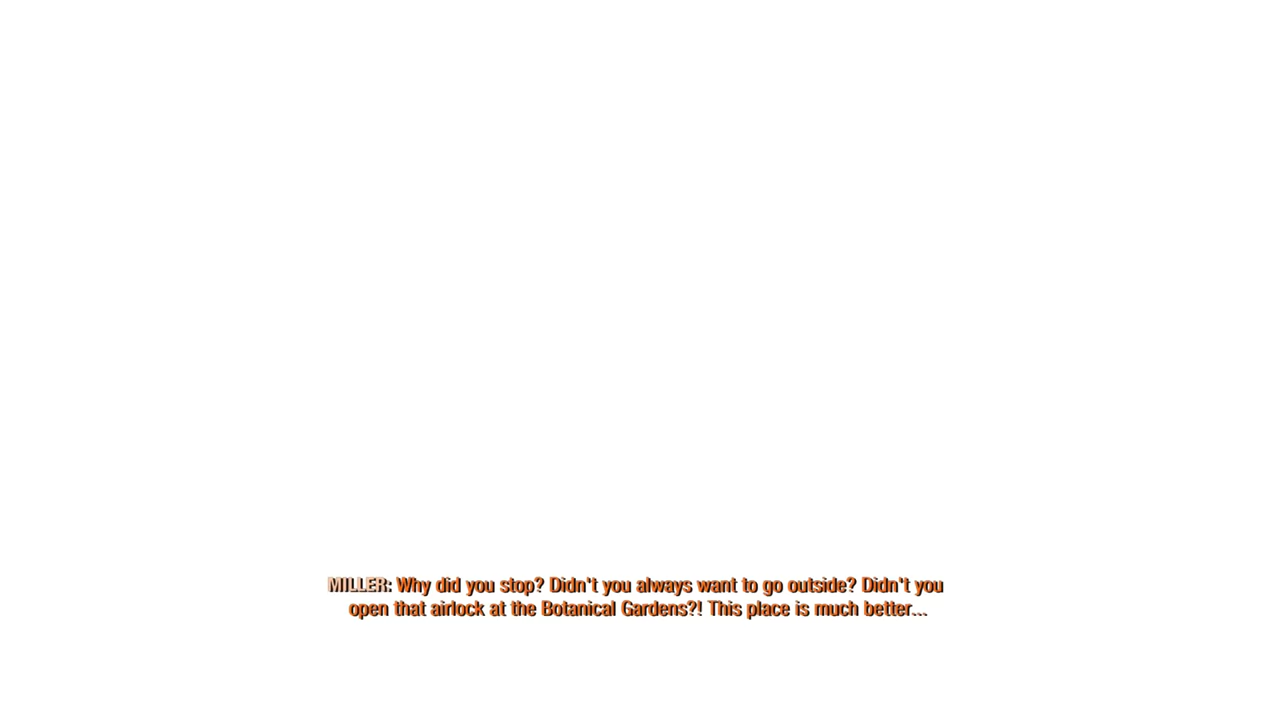 MILLER: Why did you stop? Didn't you always want to go outside? Didn't you
open that airlock at the Botanical Gardens?! This place is much better...